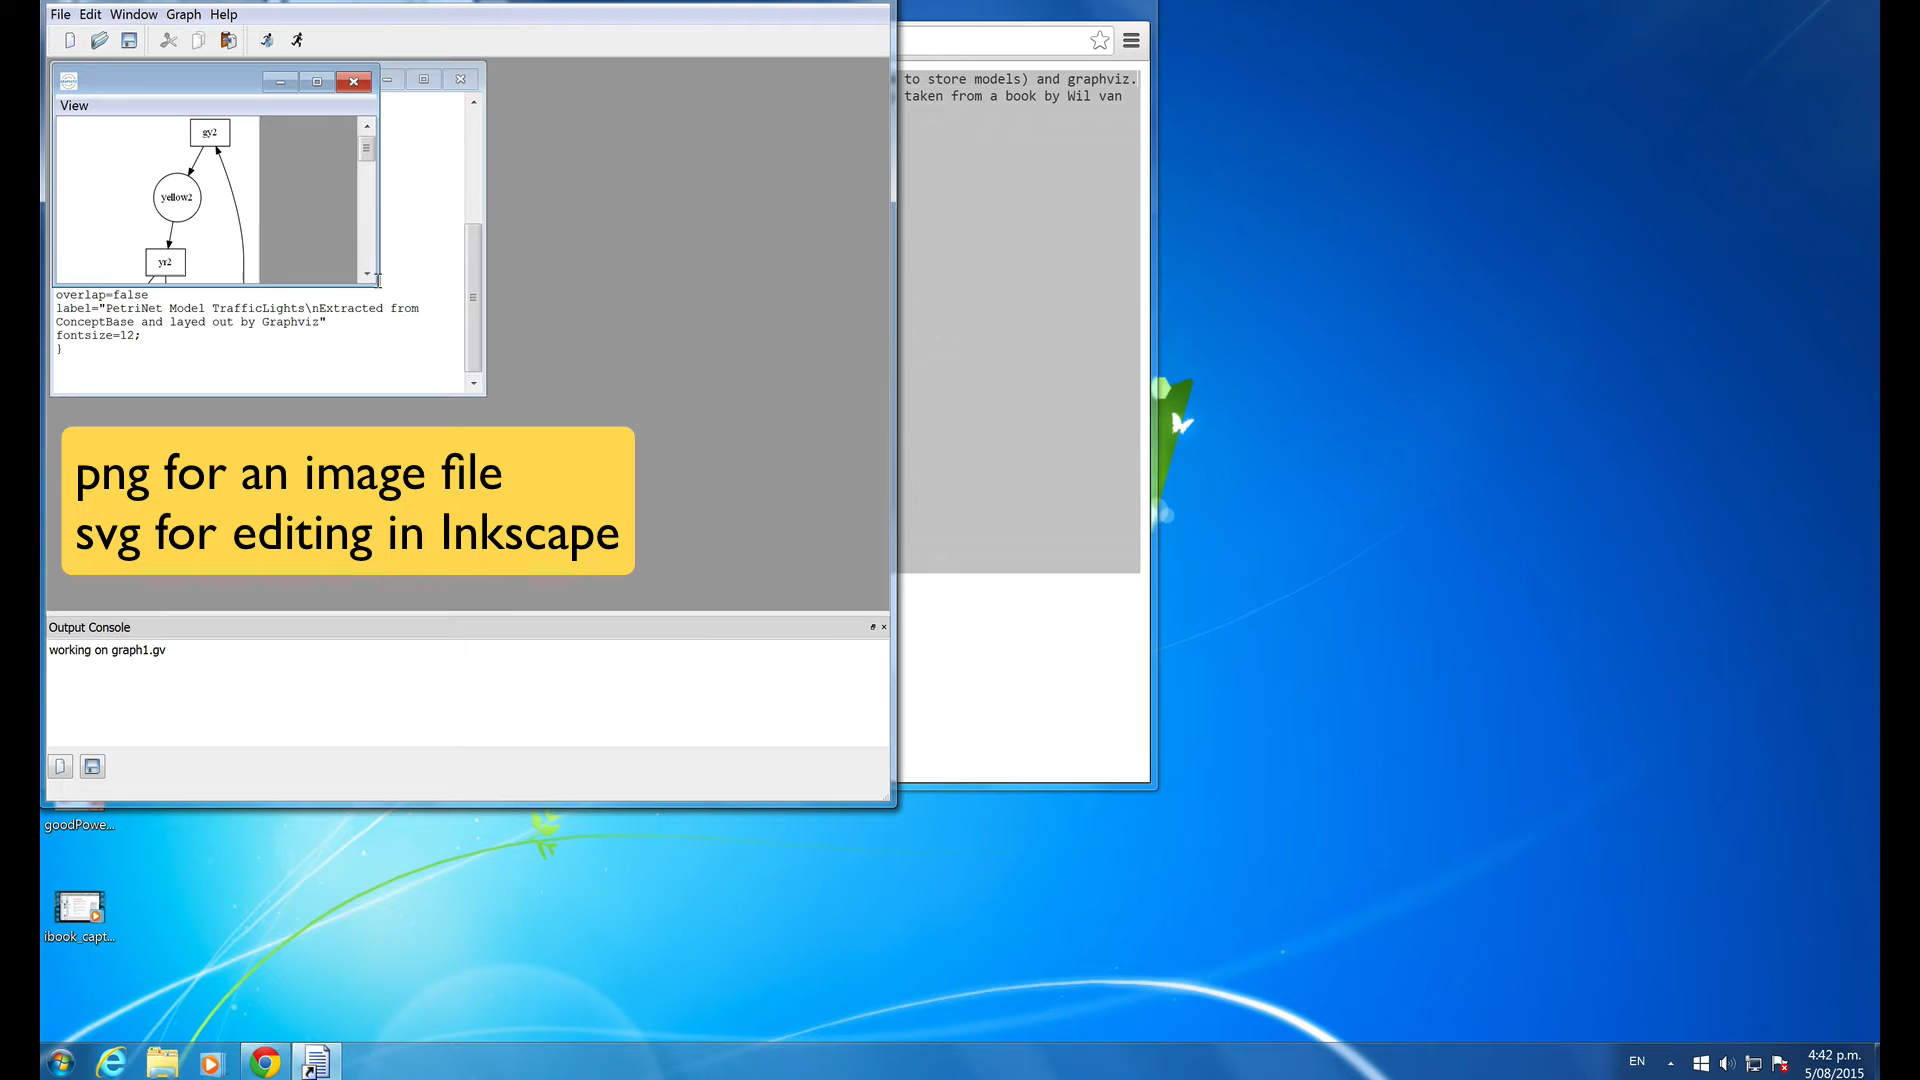 File Edit Window Graph Help
to store models) and graphviz.
taken from a book by Wil van
View
gy2
yellow2
yr2
overlap=false
label="PetriNet Model TrafficLights\nExtracted from
ConceptBase and layed out by Graphviz"
fontsize=12;
}
png for an image file
svg for editing in Inkscape
Output Console
working on graph1.gv
goodPowe...
ibook_capt...
EN
4:42 p.m.
5/08/2015